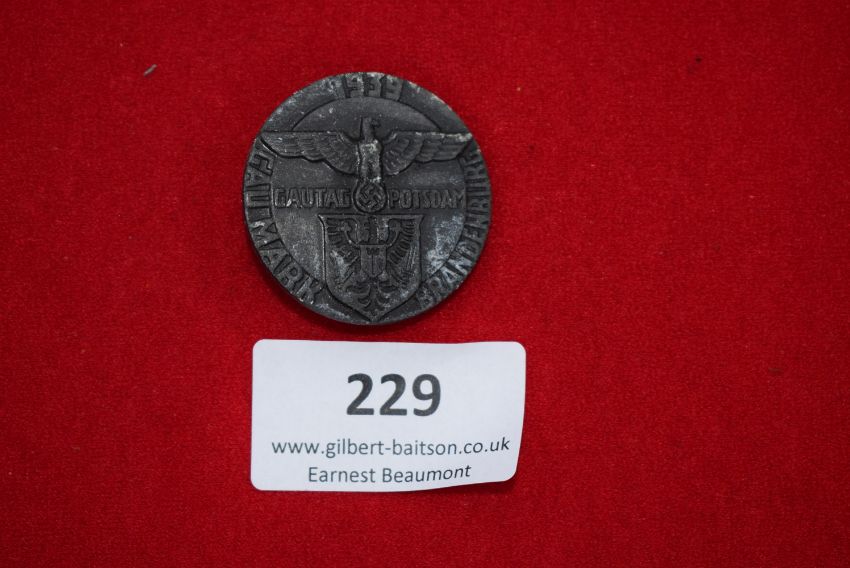 1939
GAU MARK BRANDENBURG
GAUTAG POTSDAM
229
www.gilbert-baitson.co.uk
Earnest Beaumont